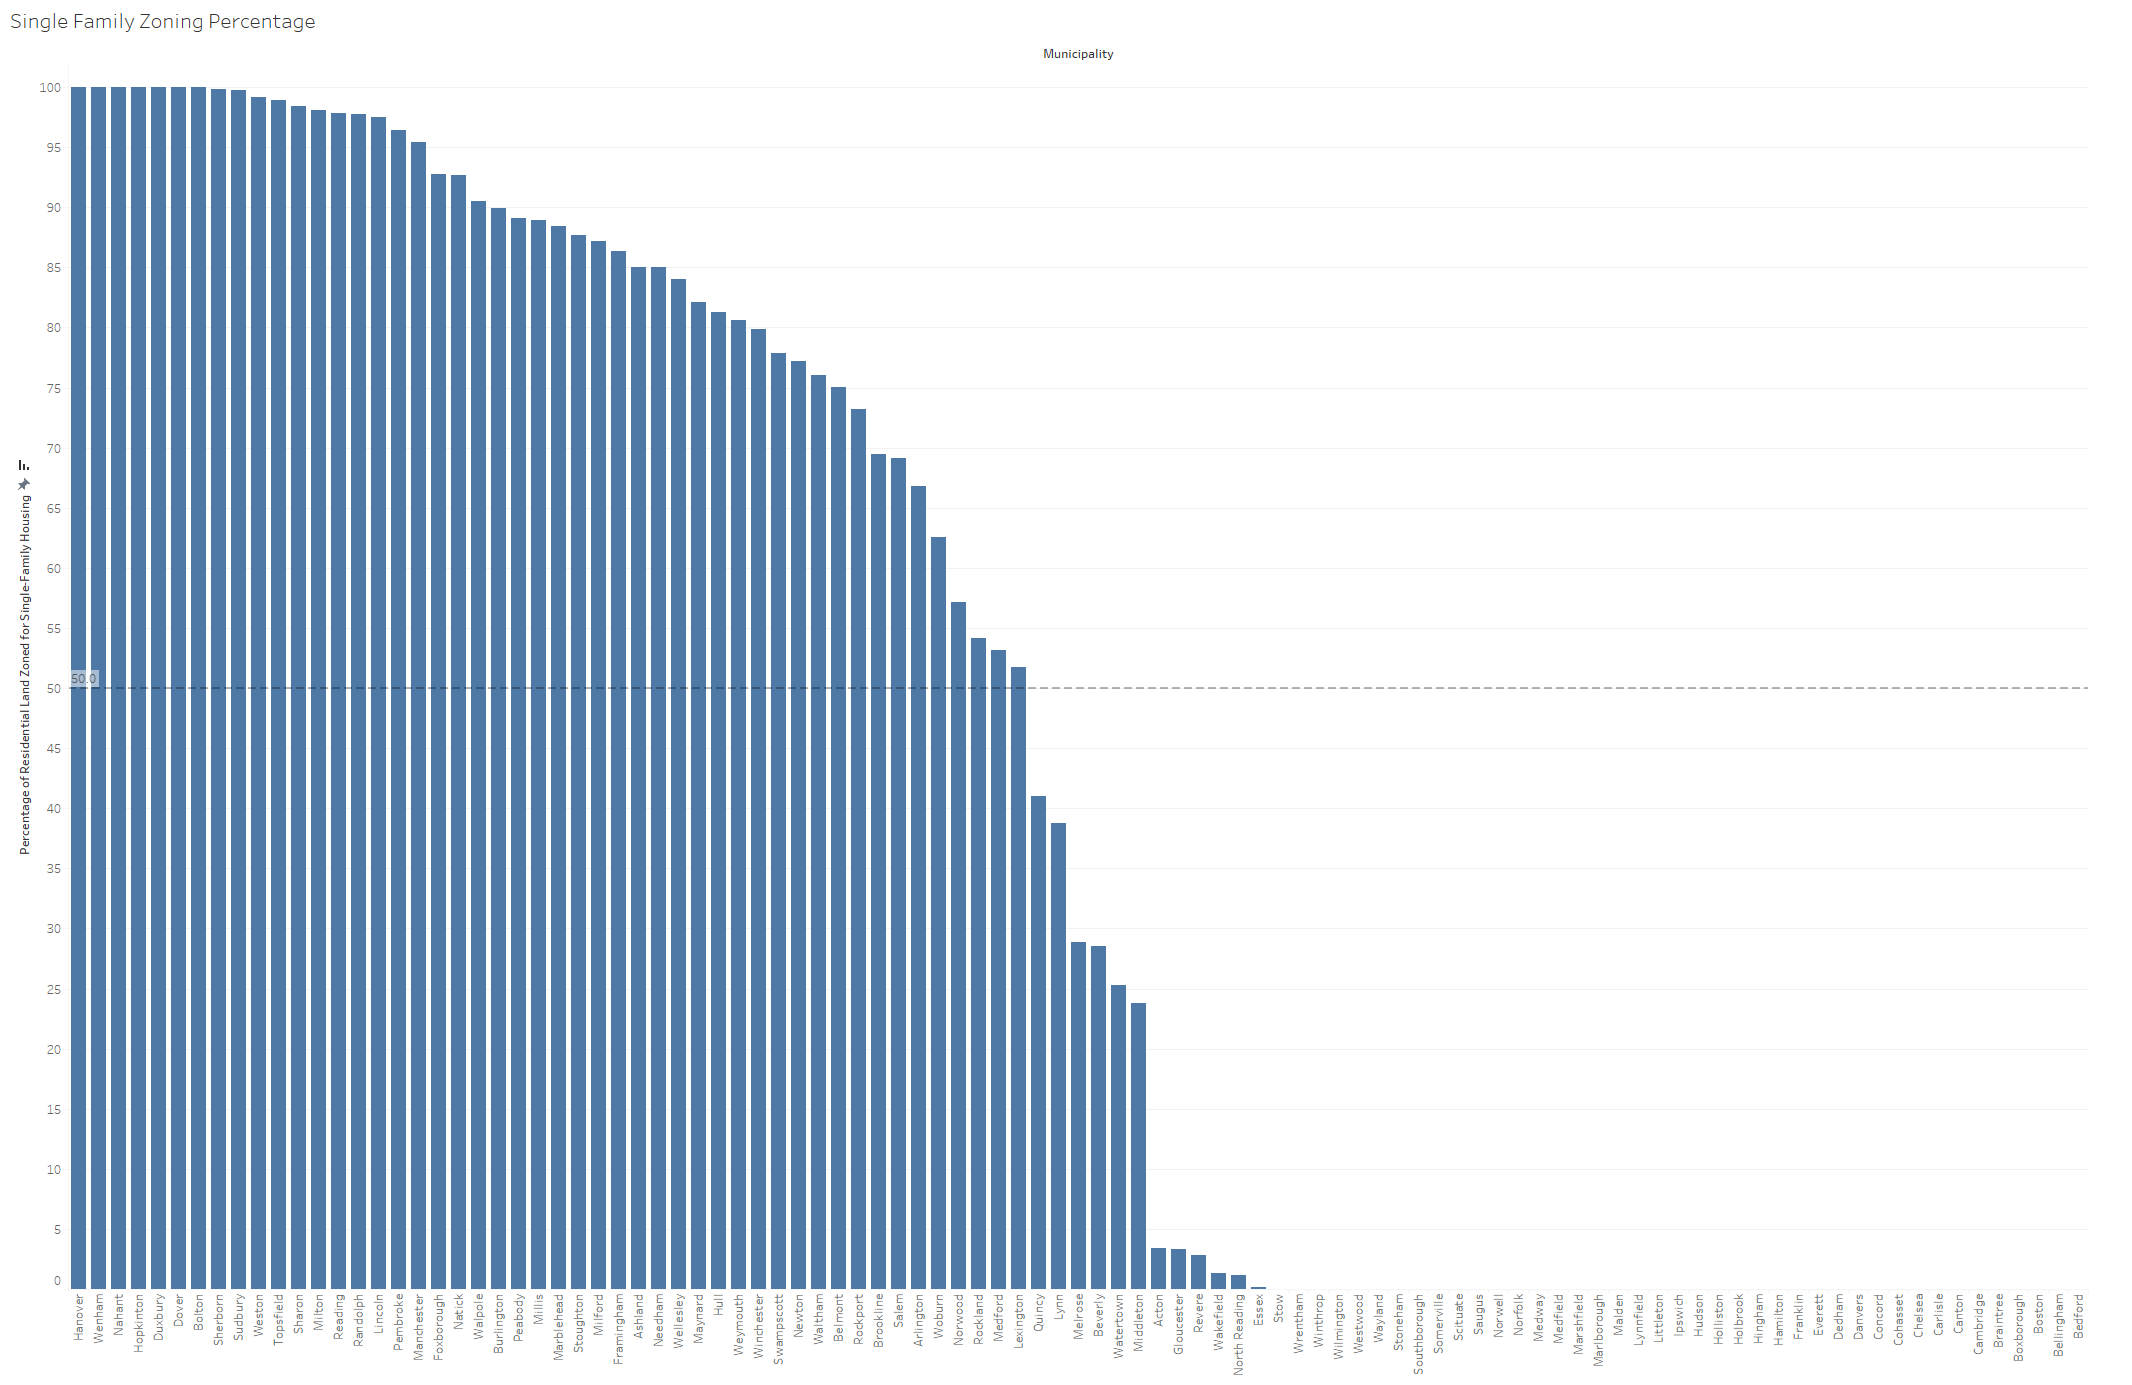 Single Family Zoning Percentage
Municipality
Percentage of Residential Land Zoned for Single-Family Housing
100
95
90
85
80
75
70
65
60
55
50
45
40
35
30
25
20
15
10
5
0
50.0
Hanover
Wenham
Nahant
Hopkinton
Duxbury
Dover
Bolton
Sherborn
Sudbury
Weston
Topsfield
Sharon
Milton
Reading
Randolph
Lincoln
Pembroke
Manchester
Foxborough
Natick
Walpole
Burlington
Peabody
Millis
Marblehead
Stoughton
Milford
Framingham
Ashland
Needham
Wellesley
Maynard
Hull
Weymouth
Winchester
Swampscott
Newton
Waltham
Belmont
Rockport
Brookline
Salem
Arlington
Woburn
Norwood
Rockland
Medford
Lexington
Quincy
Lynn
Melrose
Beverly
Watertown
Middleton
Acton
Gloucester
Revere
Wakefield
North Reading
Essex
Stow
Wrentham
Winthrop
Wilmington
Westwood
Wayland
Stoneham
Southborough
Somerville
Scituate
Saugus
Norwell
Norfolk
Medway
Medfield
Marshfield
Marlborough
Malden
Lynnfield
Littleton
Ipswich
Hudson
Holliston
Holbrook
Hingham
Hamilton
Franklin
Everett
Dedham
Danvers
Concord
Cohasset
Chelsea
Carlisle
Canton
Cambridge
Braintree
Boxborough
Boston
Bellingham
Bedford